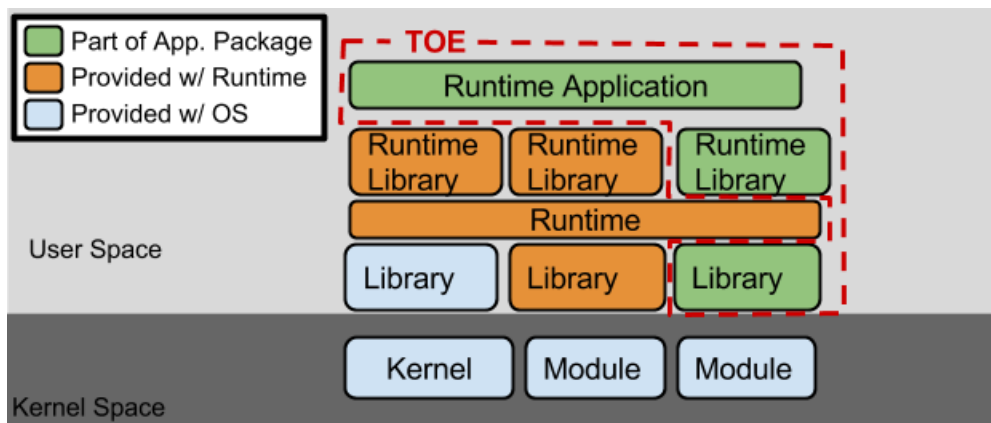 Part of App. Package
Provided w/ Runtime
Provided w/ OS
TOE
Runtime Application
Runtime
Library
Runtime
Library
Runtime
Library
Runtime
User Space
Library
Library
Library
Kernel
Module
Module
Kernel Space